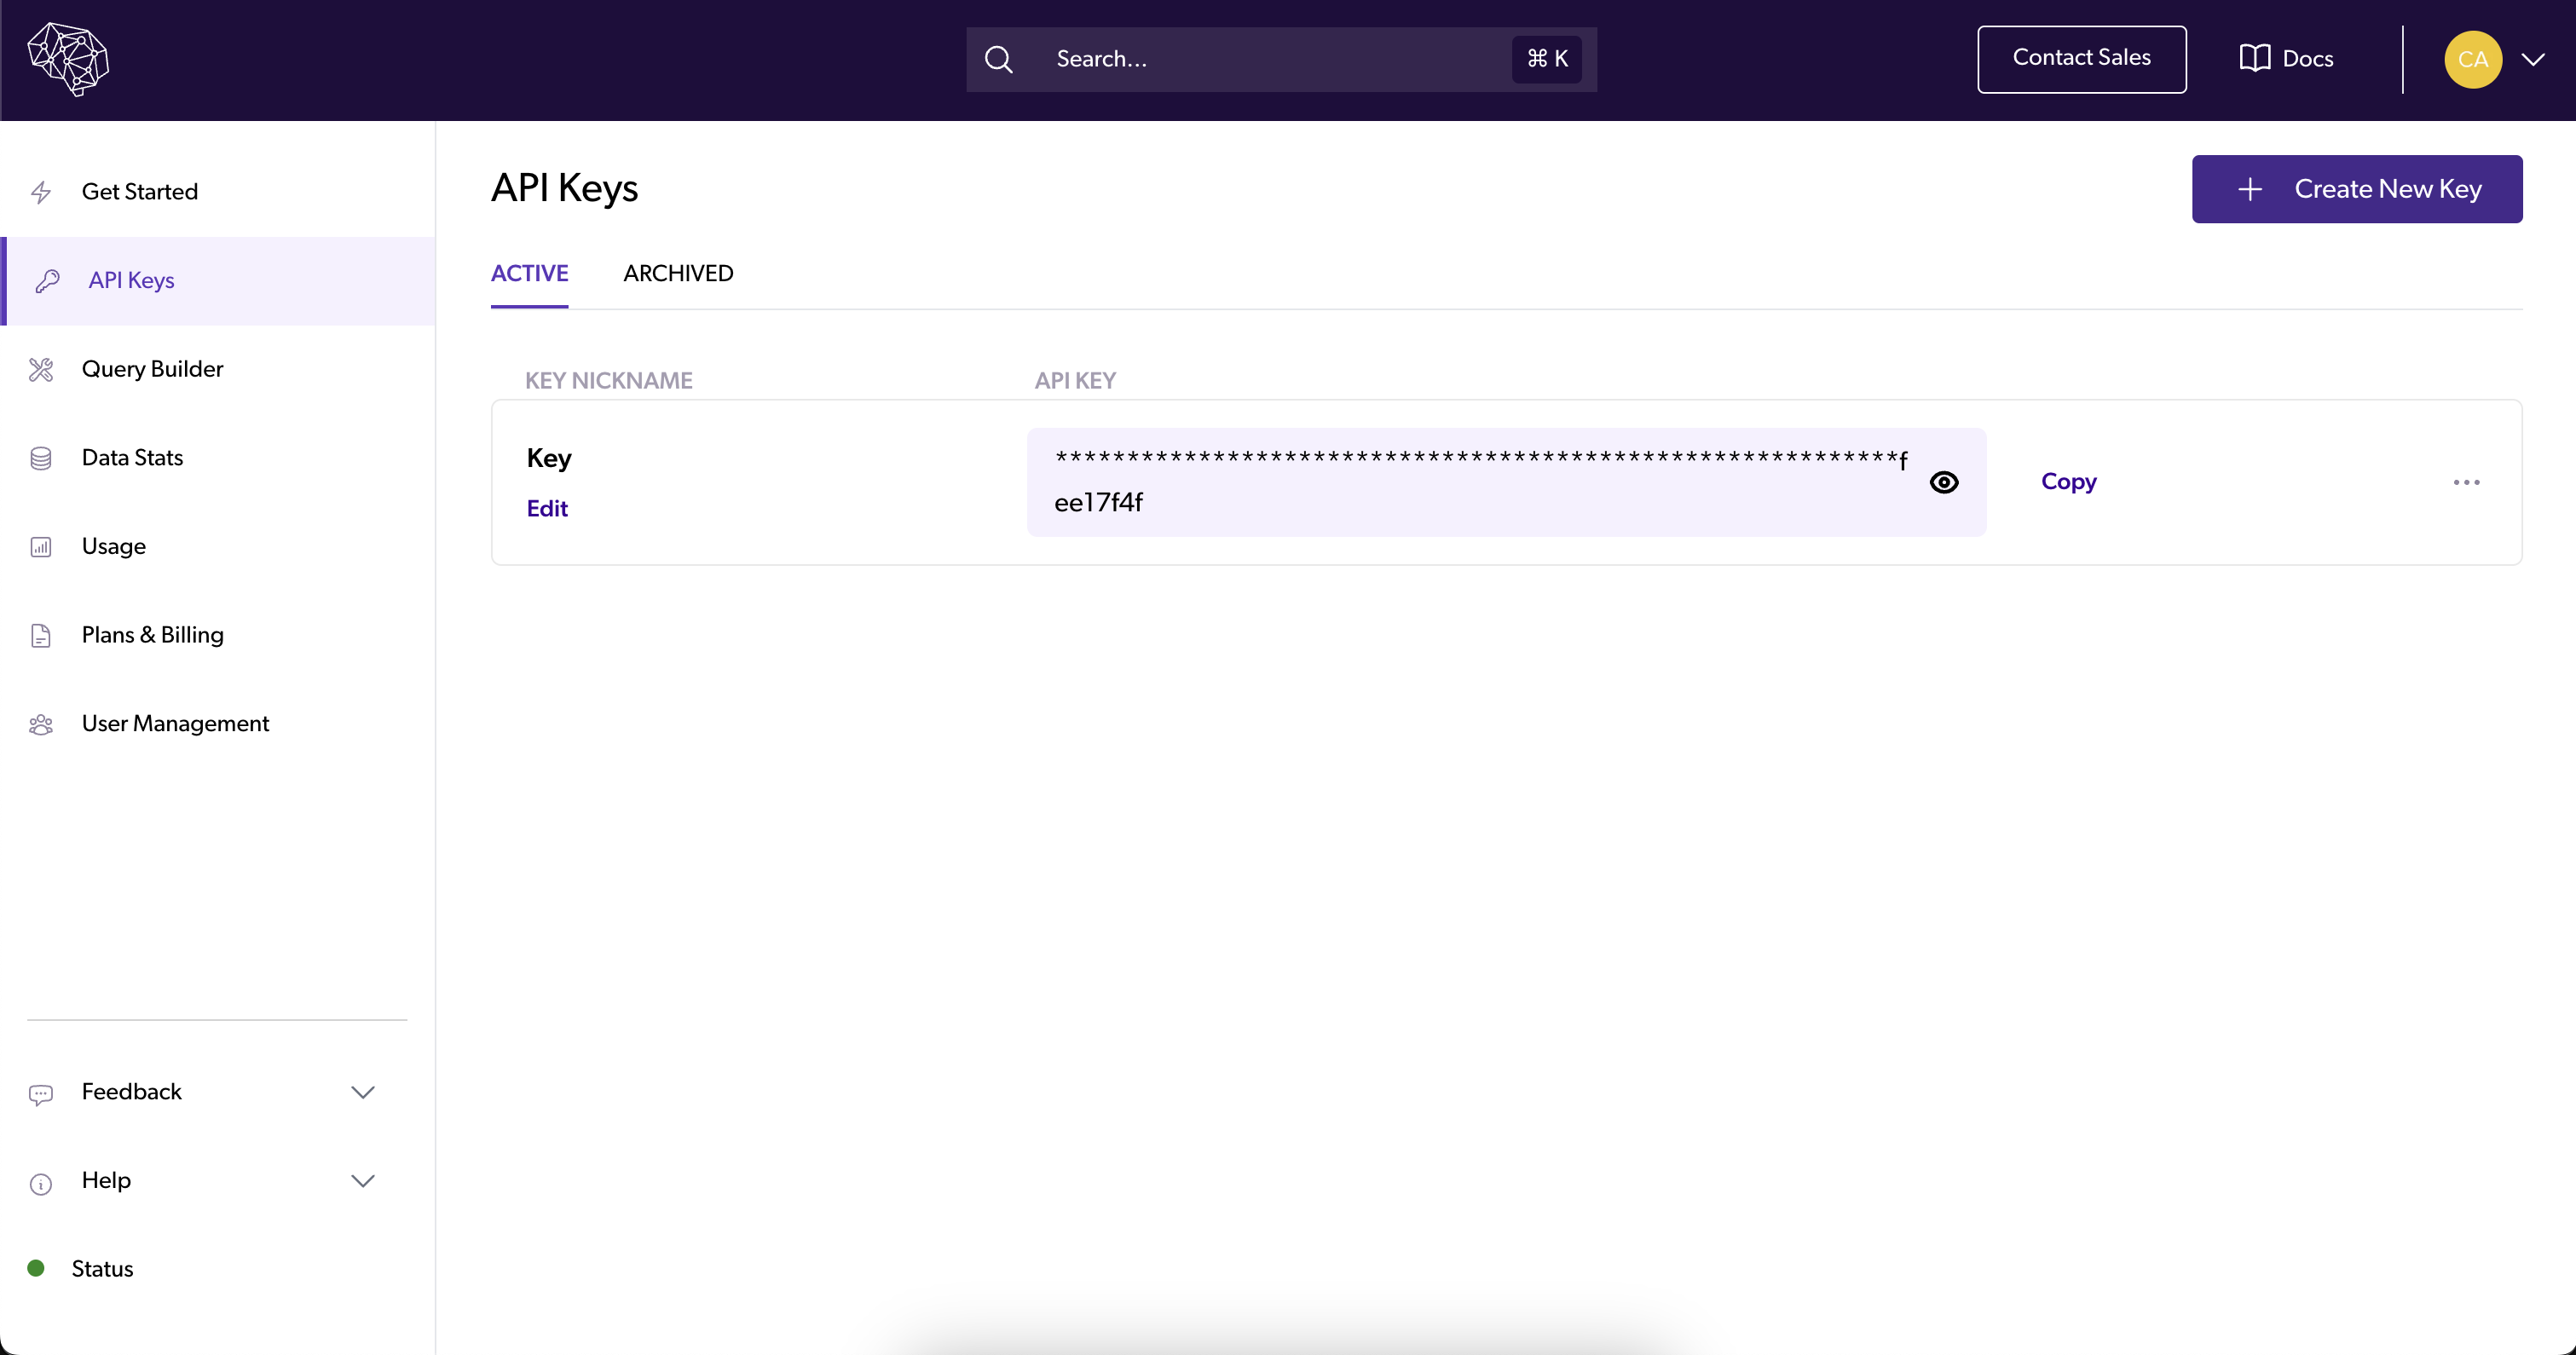 Search...
⌘ K
Contact Sales
Docs
CA
Get Started
API Keys
Query Builder
Data Stats
Usage
Plans & Billing
User Management
Feedback
Help
Status
API Keys
Create New Key
ACTIVE
ARCHIVED
KEY NICKNAME
API KEY
Key
Edit
***********************************************************f
ee17f4f
Copy